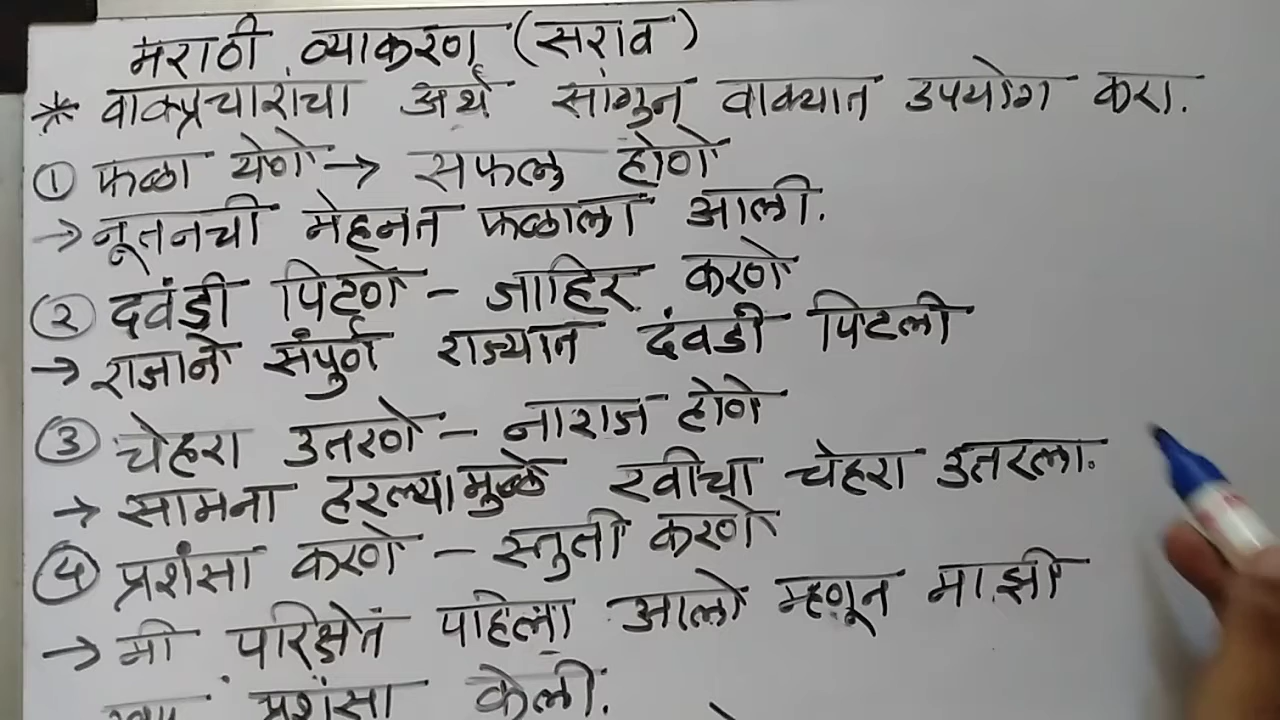 मराठी व्याकरण (सराव)
* वाक्प्रचारांचा अर्थ सांगुन वाक्यात उपयोग करा.
① फळा येणे → सफल होणे
→ नूतनची मेहनत फळाला आली.
② दवंडी पिटणे - जाहिर करणे
→ राजाने संपुर्ण राज्यात दंवडी पिटली
③ चेहरा उतरणे - नाराज होणे
→ सामना हरल्यामुळे रवीचा चेहरा उतरला.
④ प्रशंसा करणे - स्तुती करणे
→ मी परिक्षेत पहिला आलो म्हणून माझी
प्रशंसा केली.